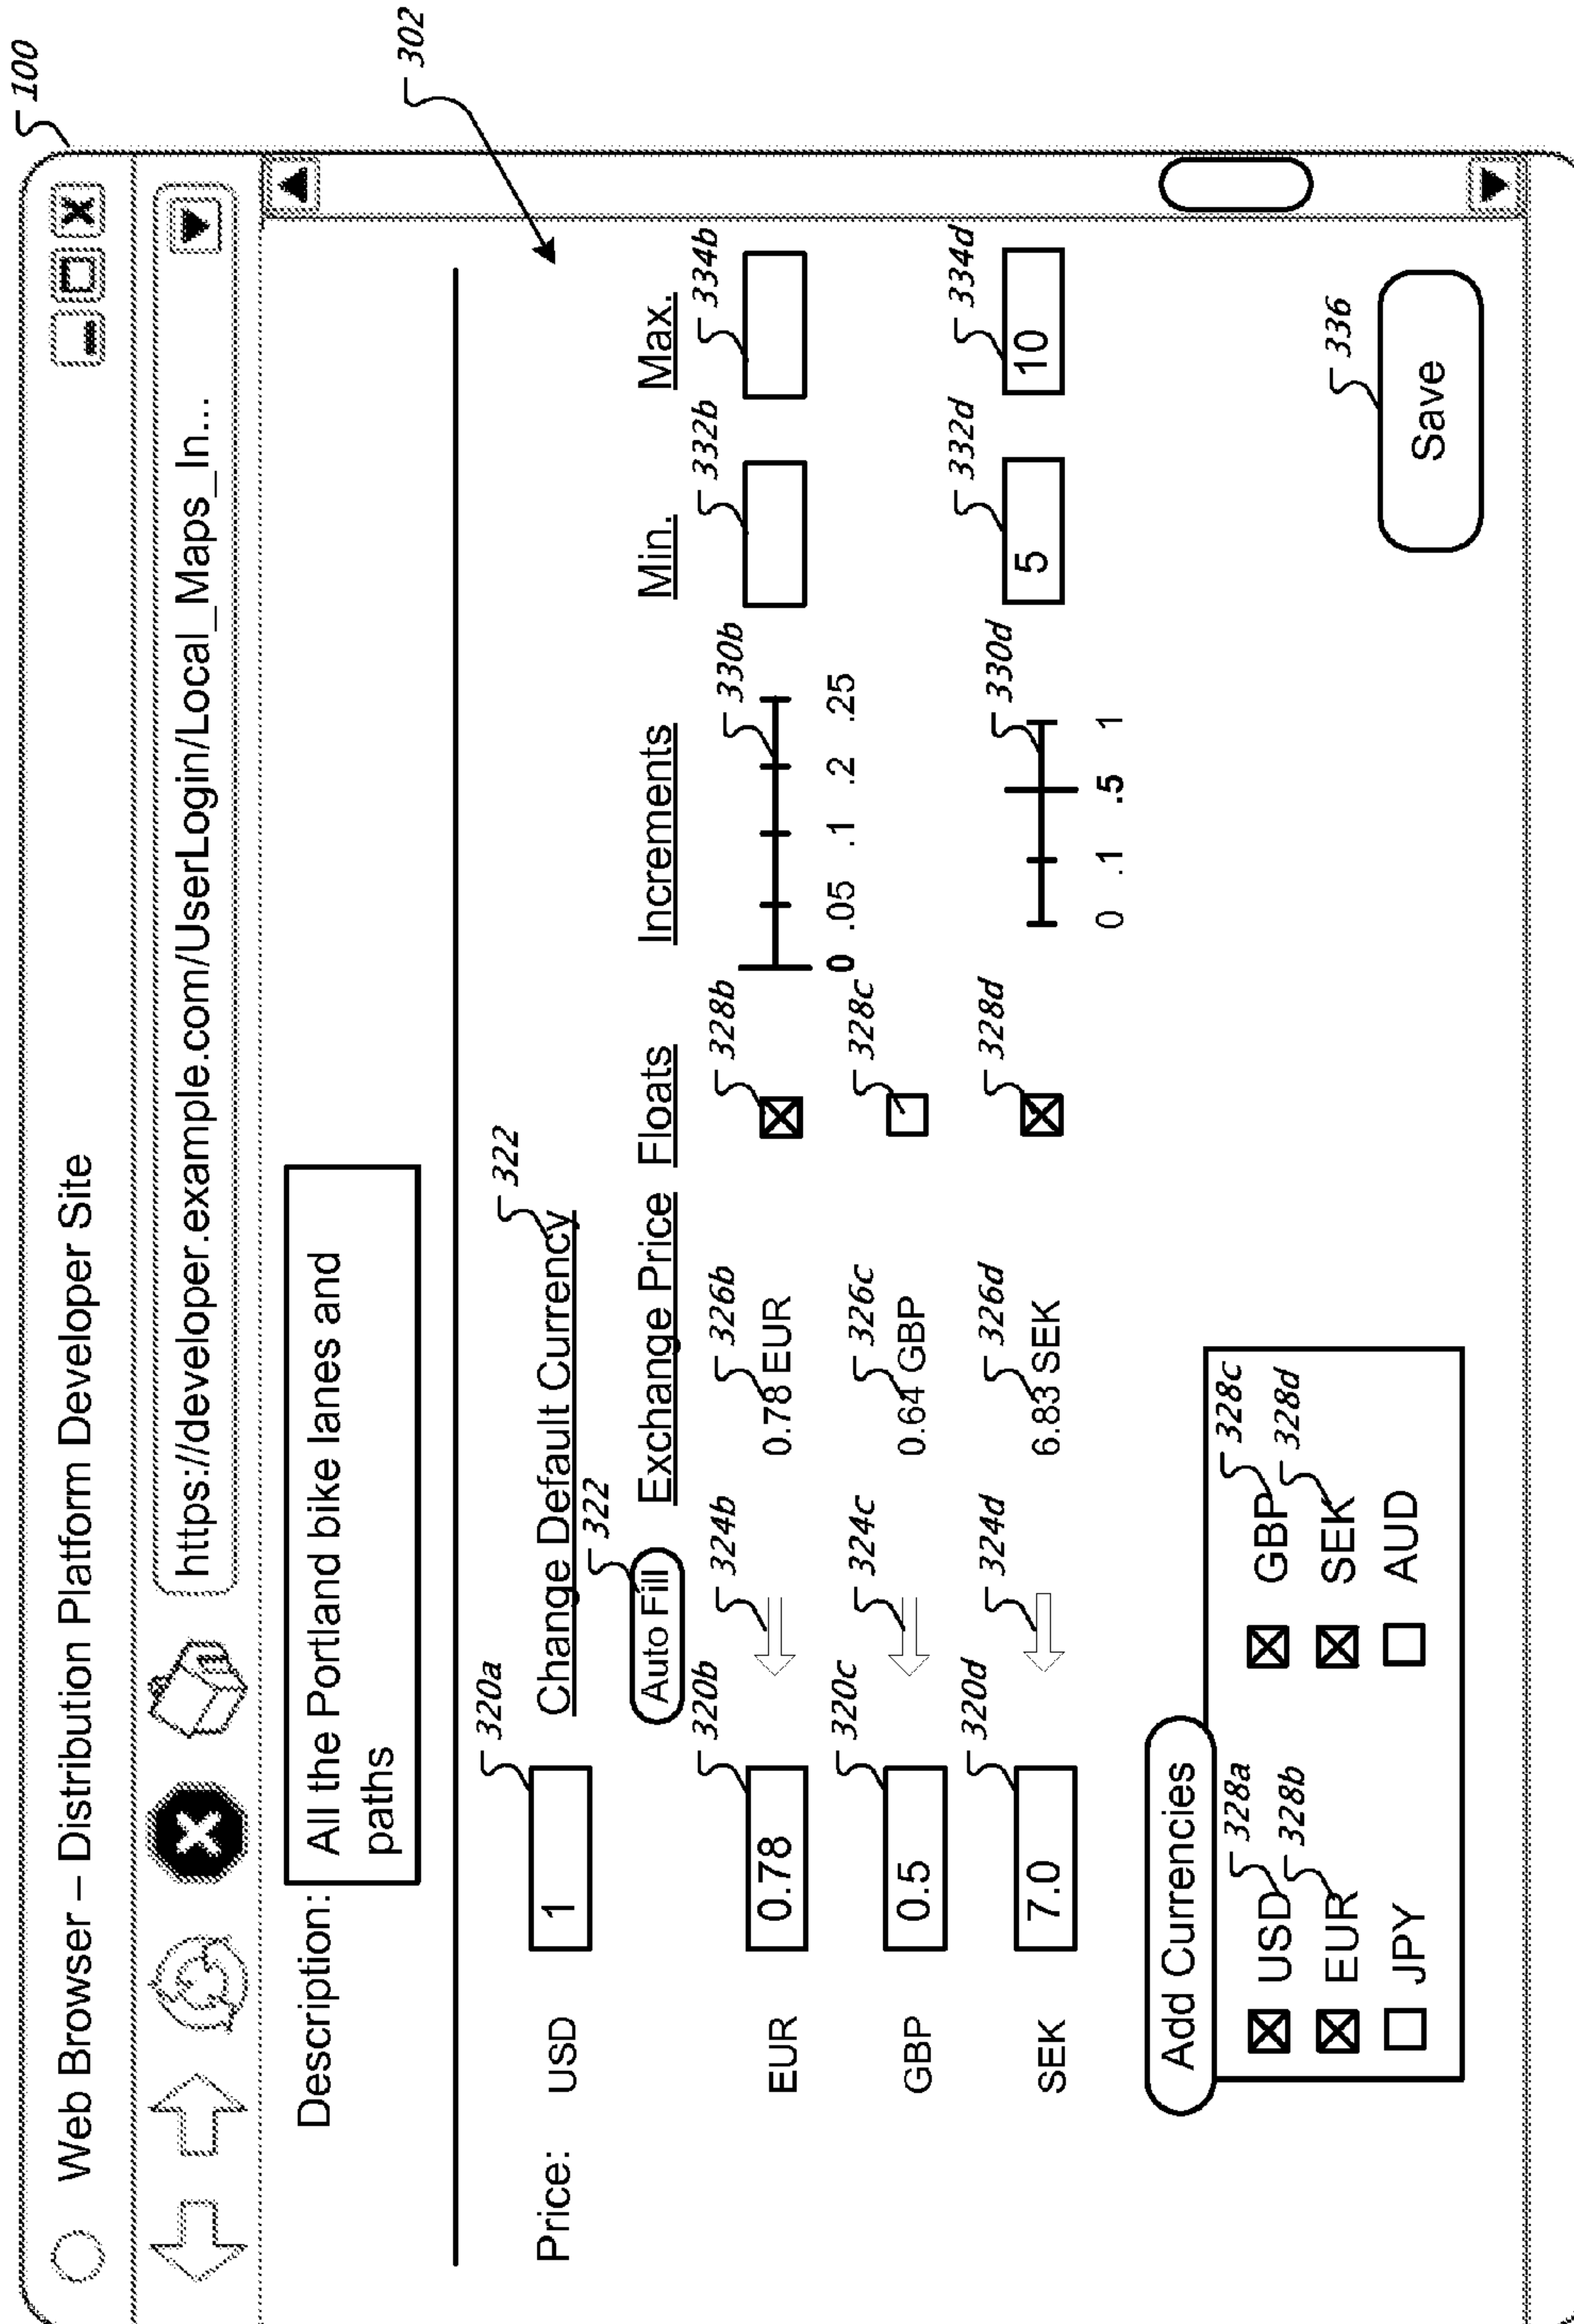 100
Web Browser – Distribution Platform Developer Site
https://developer.example.com/UserLogin/Local_Maps_In...
Description: All the Portland bike lanes and
paths
302
Price: USD 1 320a Change Default Currency 322
Auto Fill 322 Exchange Price Floats Increments Min. Max.
EUR 0.78 320b 324b 0.78 EUR 326b 328b 330b 332b 334b
0 .05 .1 .2 .25
GBP 0.5 320c 324c 0.64 GBP 326c 328c
SEK 7.0 320d 324d 6.83 SEK 326d 328d 330d 5 332d 10 334d
0 .1 .5 1
Add Currencies
USD 328a GBP 328c
EUR 328b SEK 328d
JPY AUD
Save 336